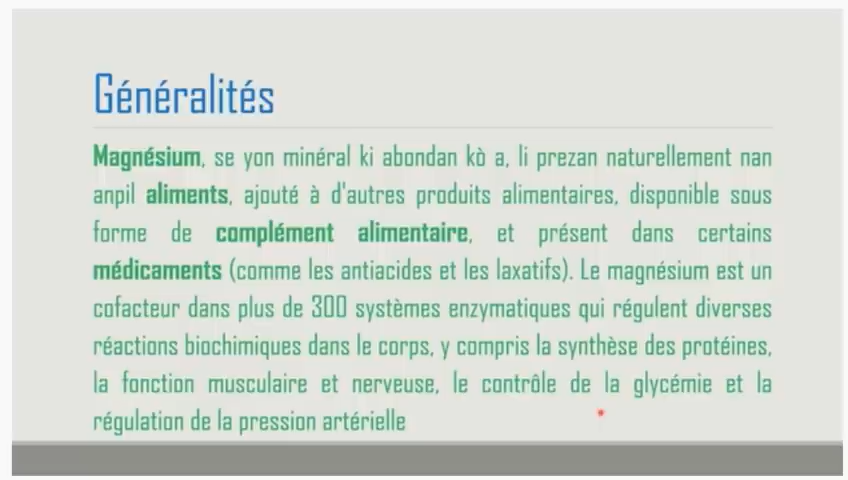 Généralités
Magnésium, se yon minéral ki abondan kò a, li prezan naturellement nan
anpil aliments, ajouté à d'autres produits alimentaires, disponible sous
forme de complément alimentaire, et présent dans certains
médicaments (comme les antiacides et les laxatifs). Le magnésium est un
cofacteur dans plus de 300 systèmes enzymatiques qui régulent diverses
réactions biochimiques dans le corps, y compris la synthèse des protéines,
la fonction musculaire et nerveuse, le contrôle de la glycémie et la
régulation de la pression artérielle